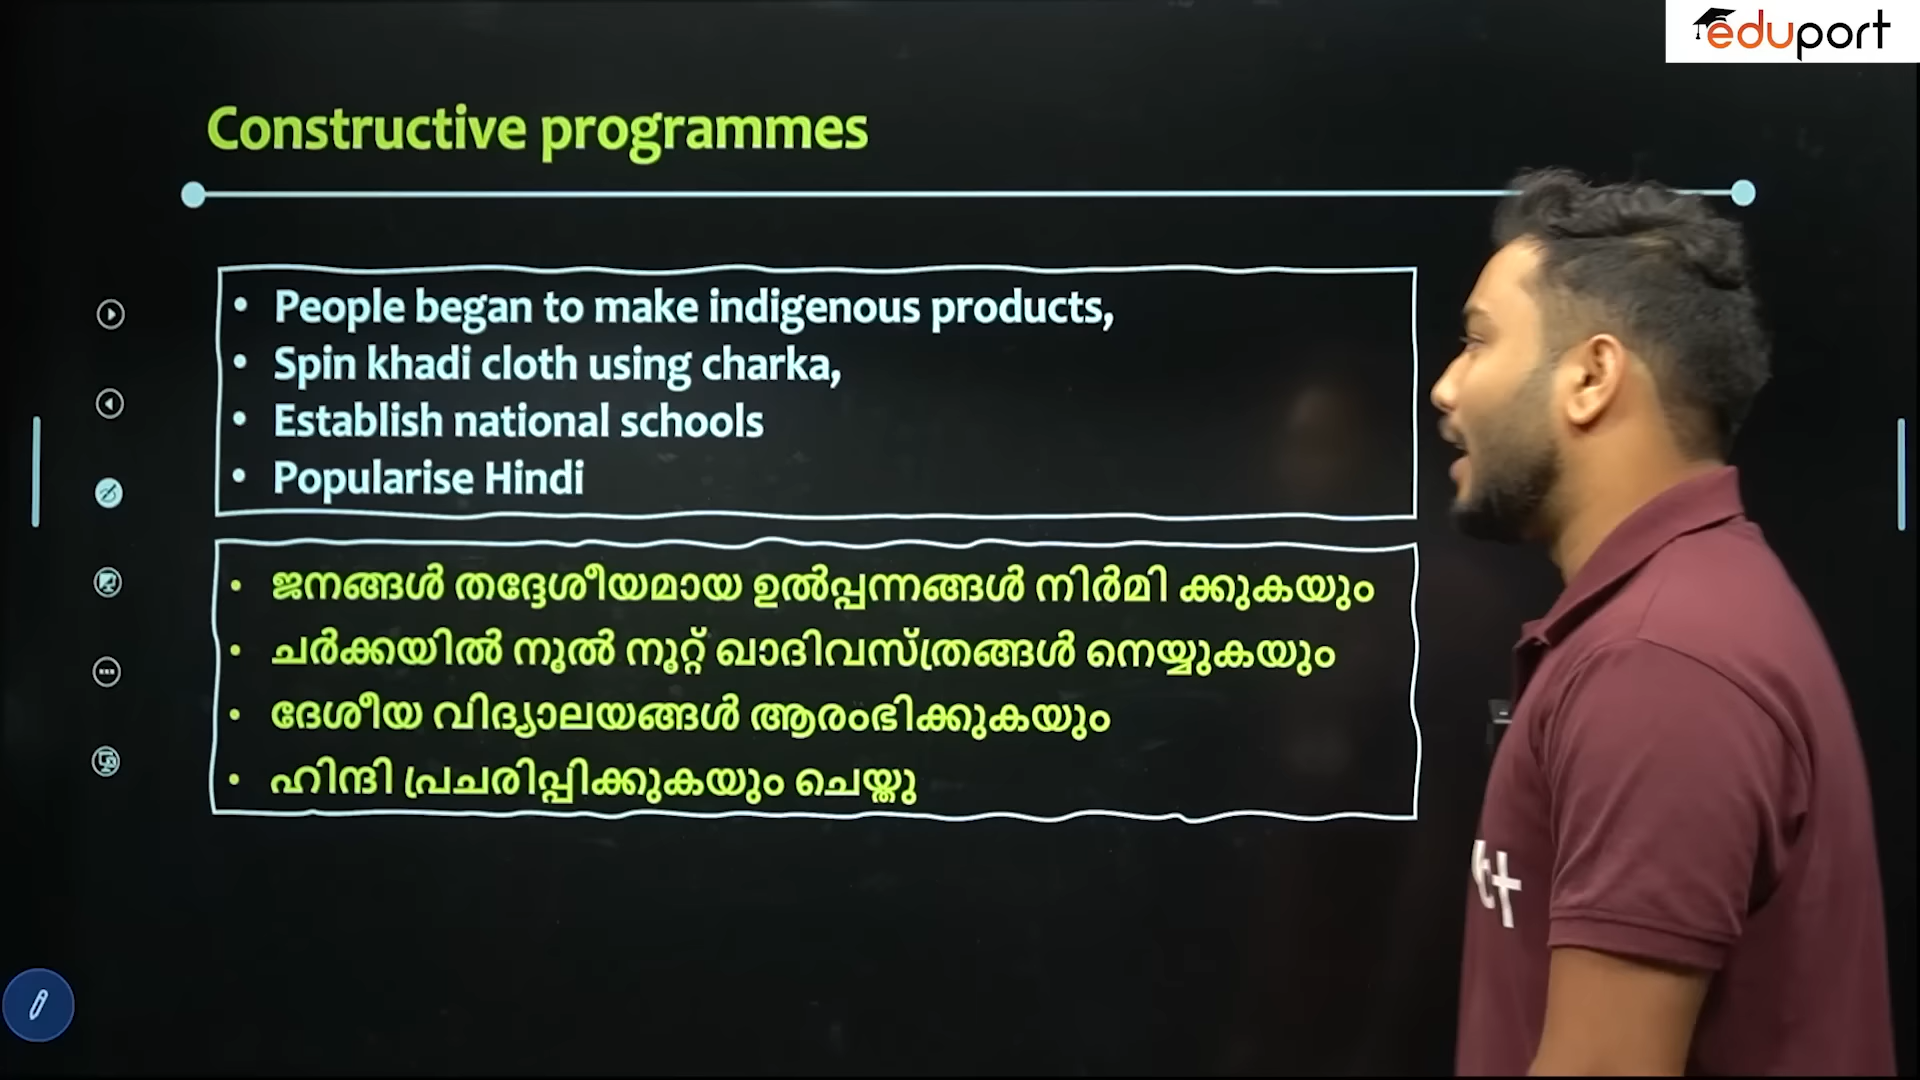 eduport
Constructive programmes
• People began to make indigenous products,
• Spin khadi cloth using charka,
• Establish national schools
• Popularise Hindi
• ജനങ്ങൾ തദ്ദേശീയമായ ഉൽപ്പന്നങ്ങൾ നിർമി ക്കുകയും
• ചർക്കയിൽ നൂൽ നൂറ്റ് ഖാദിവസ്ത്രങ്ങൾ നെയ്യുകയും
• ദേശീയ വിദ്യാലയങ്ങൾ ആരംഭിക്കുകയും
• ഹിന്ദി പ്രചരിപ്പിക്കുകയും ചെയ്തു